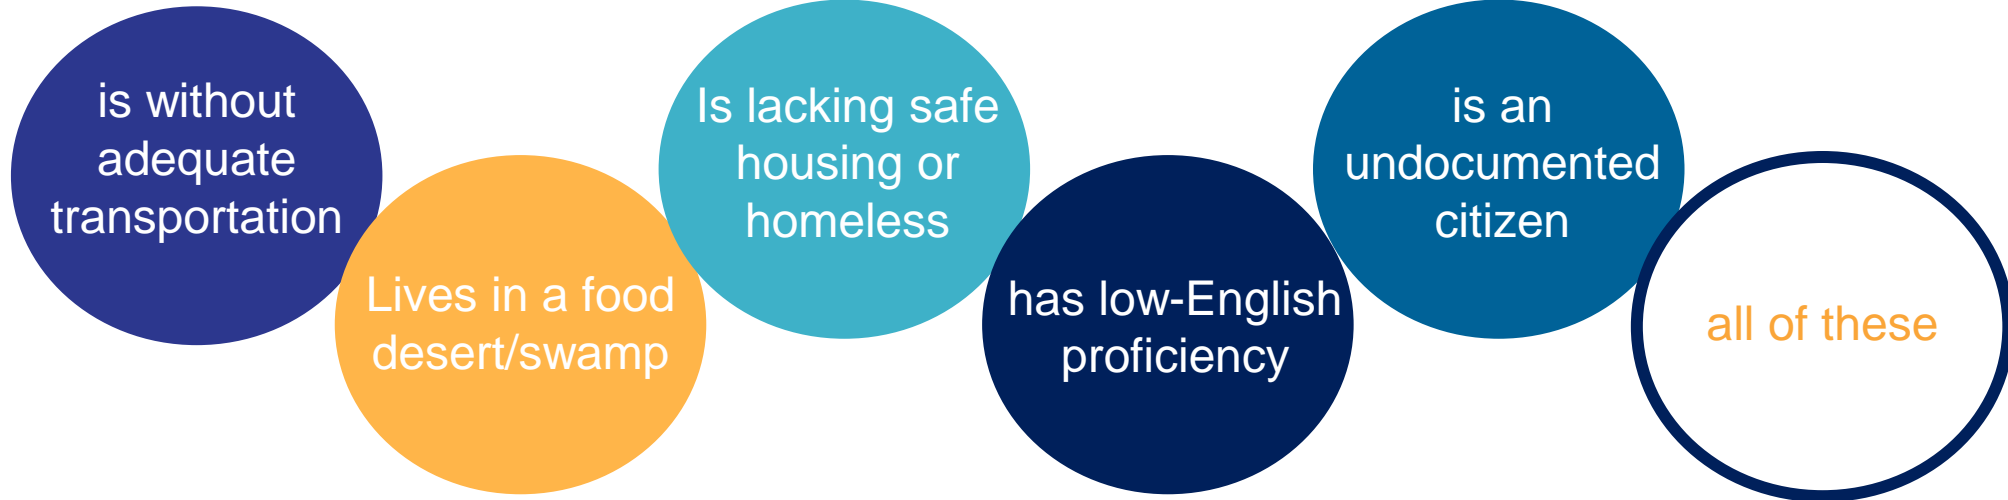 is without
adequate
transportation
Lives in a food
desert/swamp
Is lacking safe
housing or
homeless
has low-English
proficiency
is an
undocumented
citizen
all of these